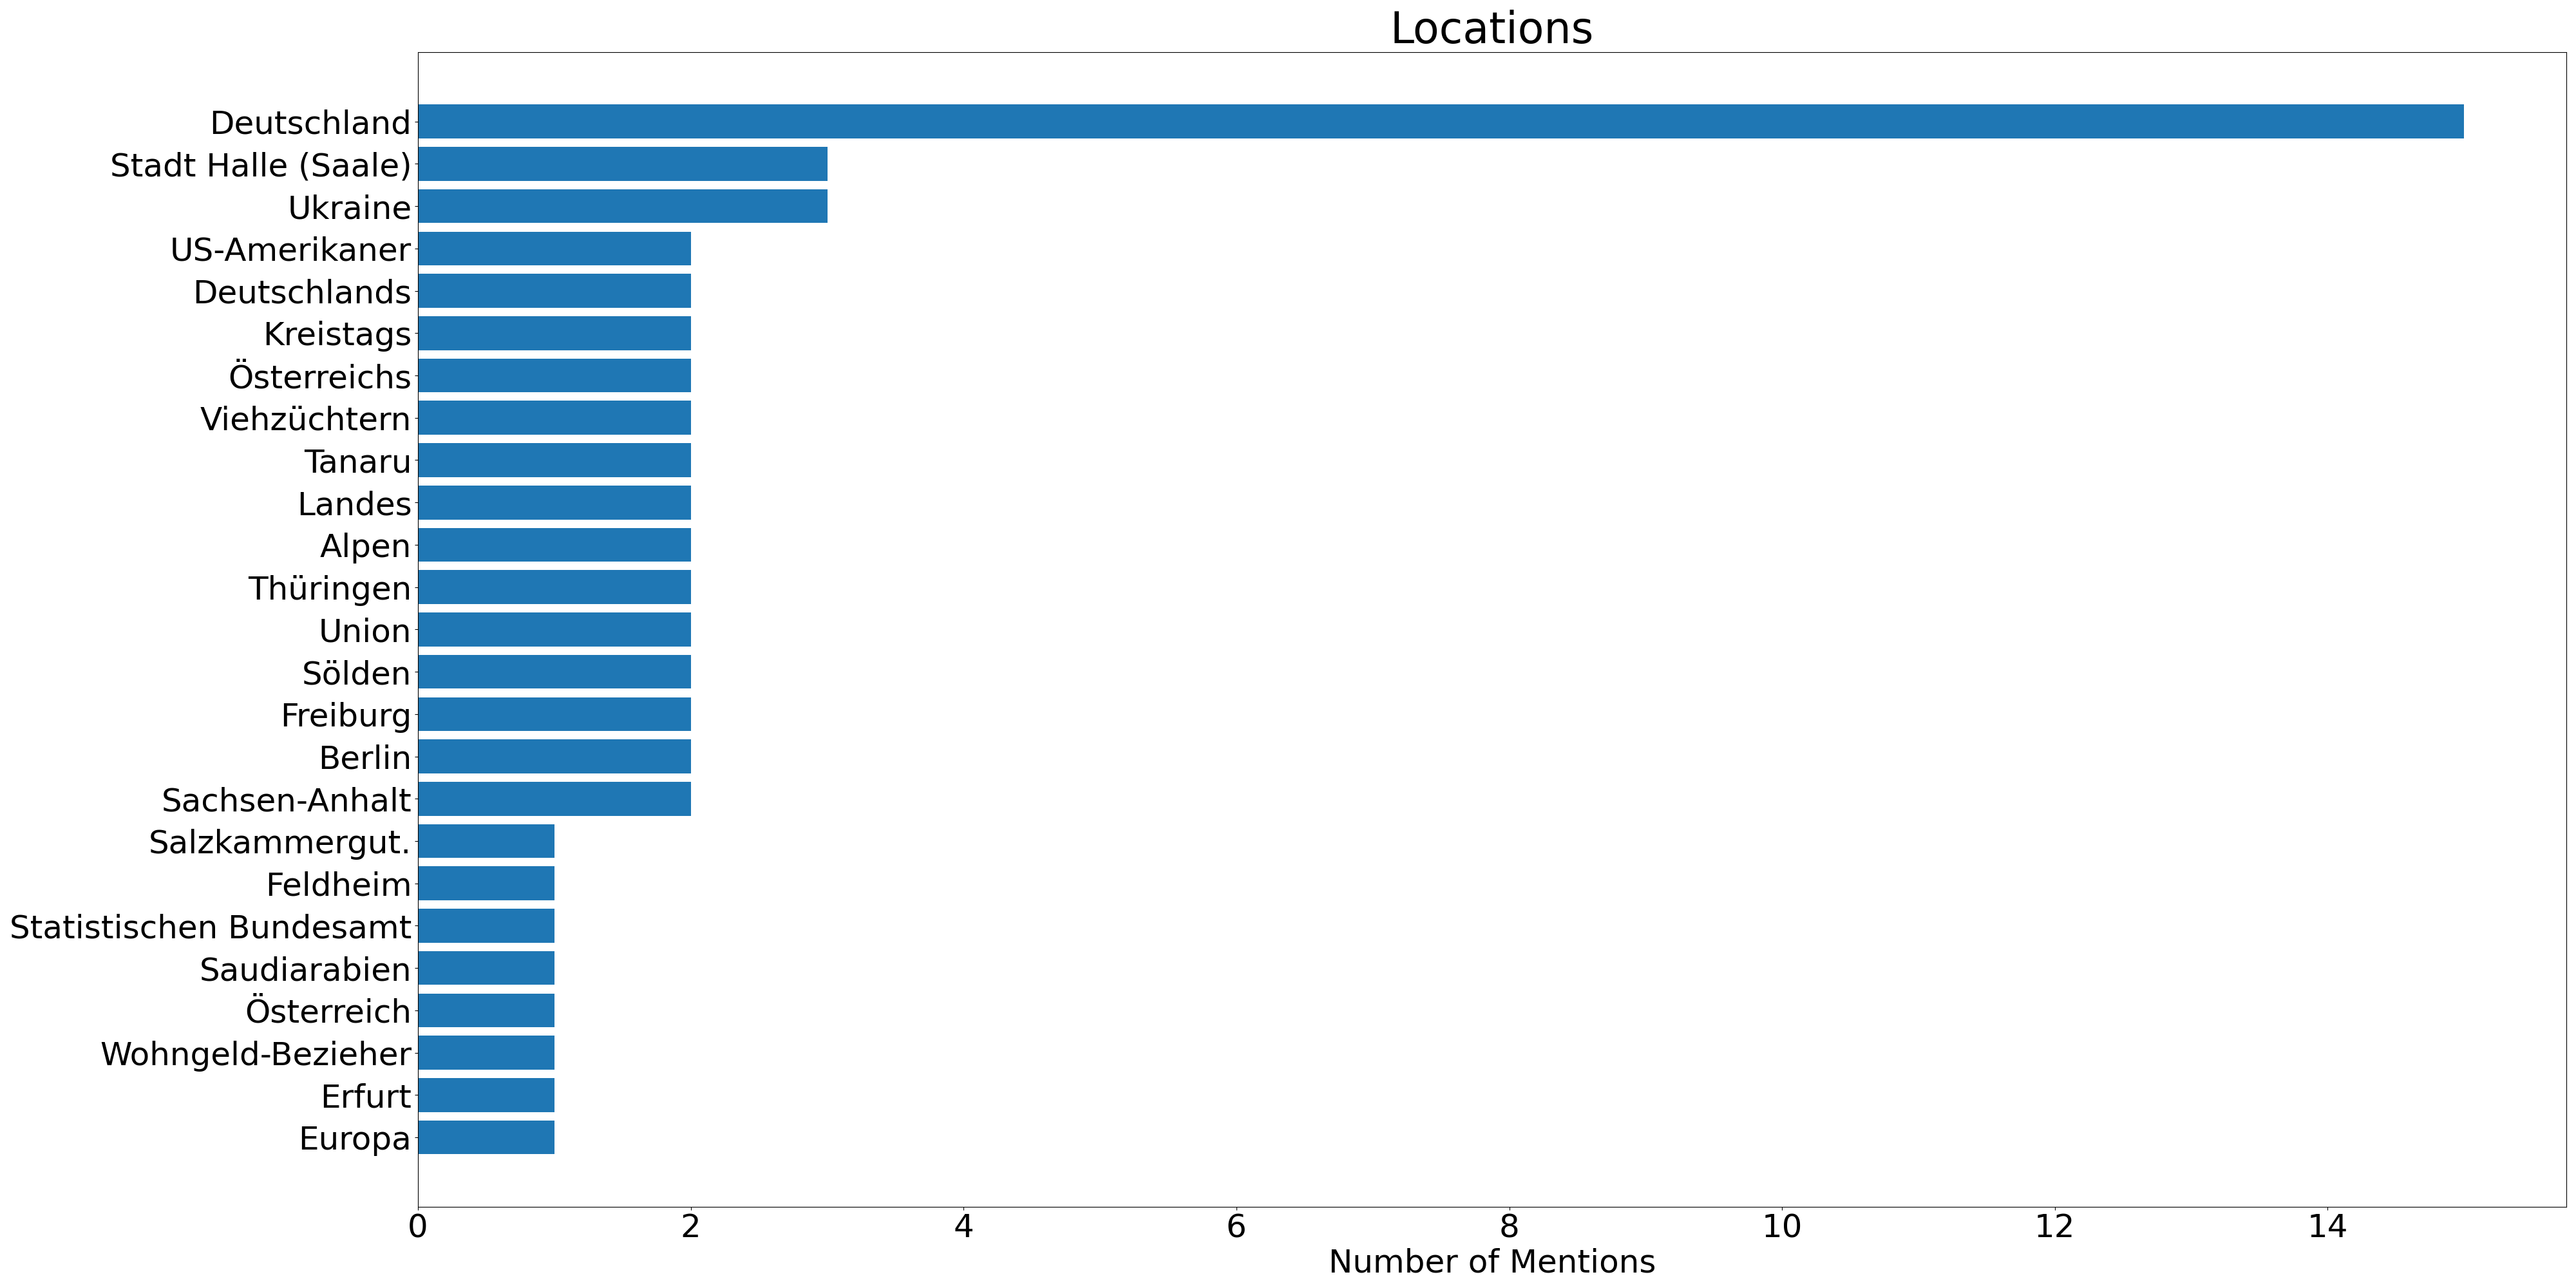 Locations
Deutschland
Stadt Halle (Saale)
Ukraine
US-Amerikaner
Deutschlands
Kreistags
Österreichs
Viehzüchtern
Tanaru
Landes
Alpen
Thüringen
Union
Sölden
Freiburg
Berlin
Sachsen-Anhalt
Salzkammergut.
Feldheim
Statistischen Bundesamt
Saudiarabien
Österreich
Wohngeld-Bezieher
Erfurt
Europa
0 2 4 6 8 10 12 14
Number of Mentions